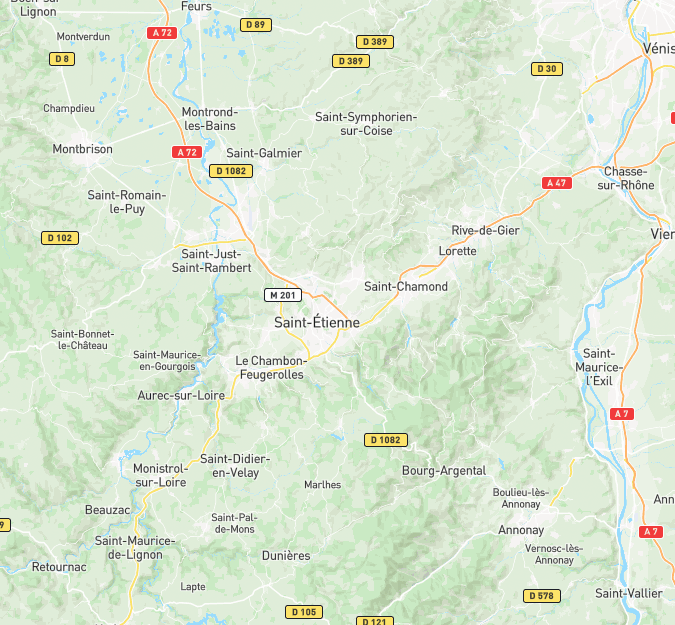 Lignon
Feurs
Montverdun
A 72
D 89
D 389
D 389
D 8
D 30
Champdieu
Montrond-
les-Bains
Saint-Symphorien-
sur-Coise
Montbrison
A 72
Saint-Galmier
D 1082
A 47
Chasse-
sur-Rhône
Saint-Romain-
le-Puy
D 102
Rive-de-Gier
Lorette
Saint-Just-
Saint-Rambert
Saint-Chamond
M 201
Saint-Étienne
Saint-Bonnet-
le-Château
Saint-Maurice-
en-Gourgois
Le Chambon-
Feugerolles
Saint-
Maurice-
l'Exil
Aurec-sur-Loire
A 7
D 1082
Saint-Didier-
en-Velay
Monistrol-
sur-Loire
Bourg-Argental
Marlhes
Boulieu-lès-
Annonay
Beauzac
Saint-Pal-
de-Mons
Annonay
A 7
Saint-Maurice-
de-Lignon
Vernosc-lès-
Annonay
Dunières
Retournac
Lapte
D 578
Saint-Vallier
D 105
D 121